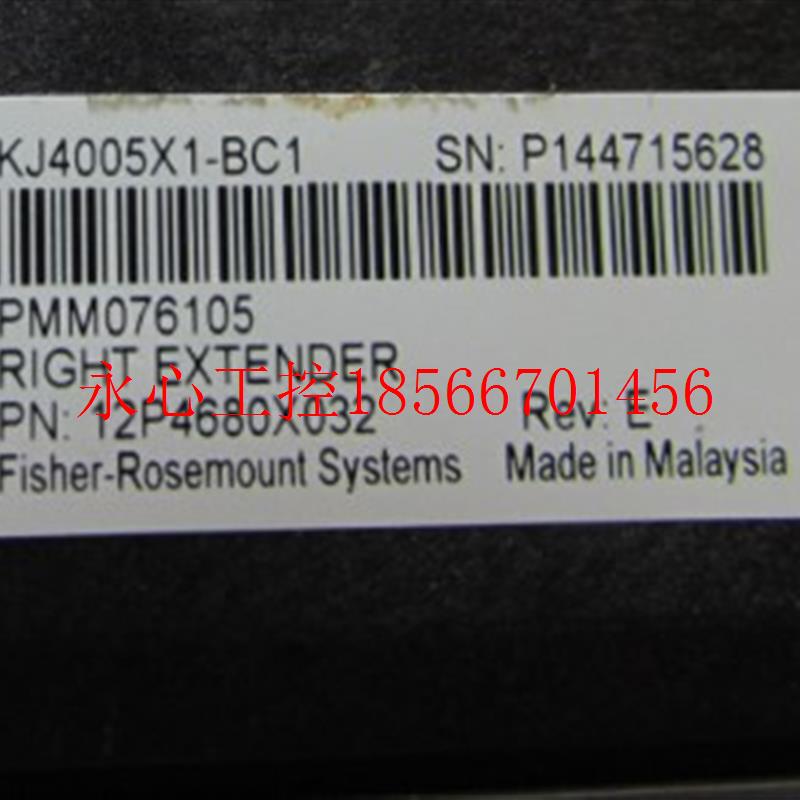 KJ4005X1-BC1 SN: P144715628
PMM076105
RIGHT EXTENDER
永心工控18566701456
PN: 12P4680X032 Rev: E
Fisher-Rosemount Systems Made in Malaysia